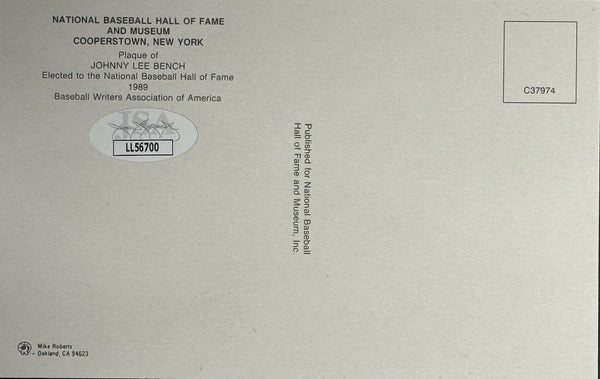 NATIONAL BASEBALL HALL OF FAME
AND MUSEUM
COOPERSTOWN, NEW YORK
Plaque of
JOHNNY LEE BENCH
Elected to the National Baseball Hall of Fame
1989
Baseball Writers Association of America
JSA
LL56700
C37974
Published for National Baseball
Hall of Fame and Museum, Inc.
Mike Roberts
Oakland, CA 94623